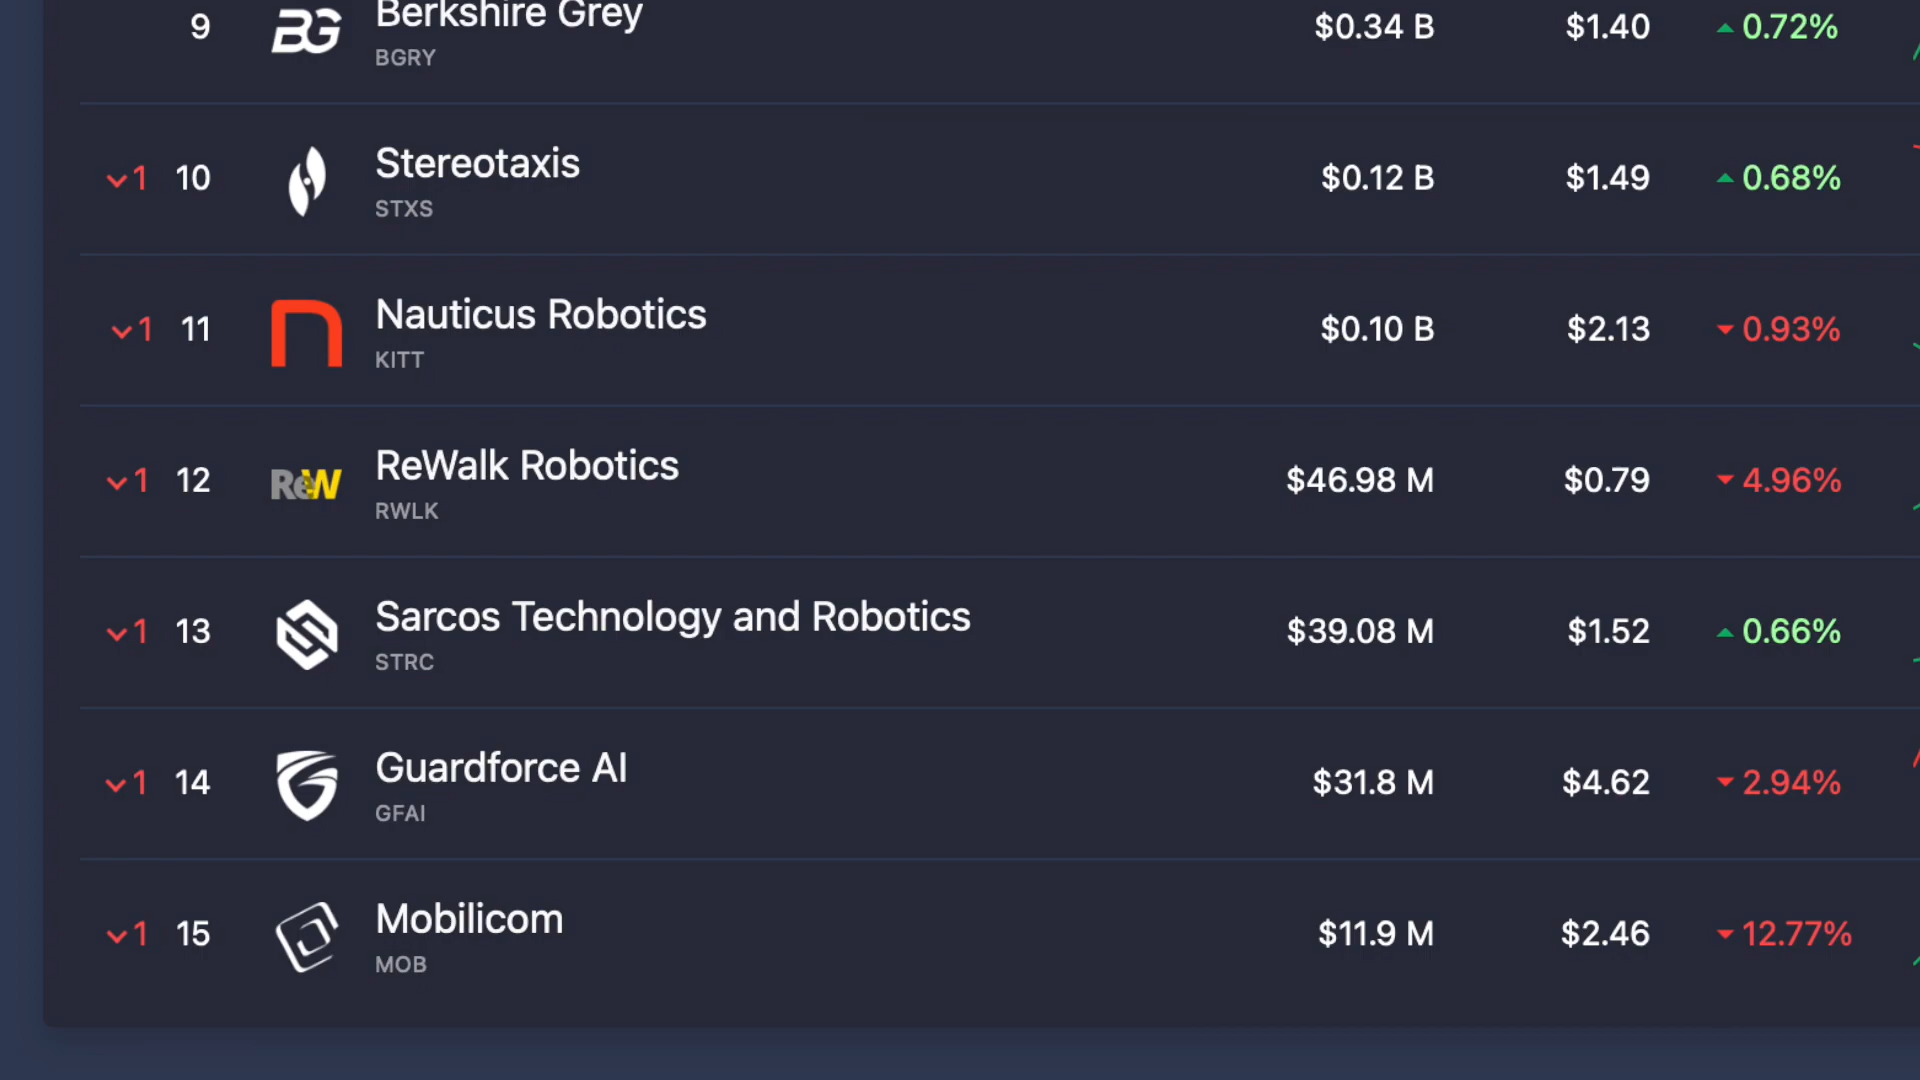 9 BG Berkshire Grey $0.34 B $1.40 0.72%
BGRY
1 10 Stereotaxis $0.12 B $1.49 0.68%
STXS
1 11 Nauticus Robotics $0.10 B $2.13 0.93%
KITT
1 12 ReW ReWalk Robotics $46.98 M $0.79 4.96%
RWLK
1 13 Sarcos Technology and Robotics $39.08 M $1.52 0.66%
STRC
1 14 Guardforce AI $31.8 M $4.62 2.94%
GFAI
1 15 Mobilicom $11.9 M $2.46 12.77%
MOB